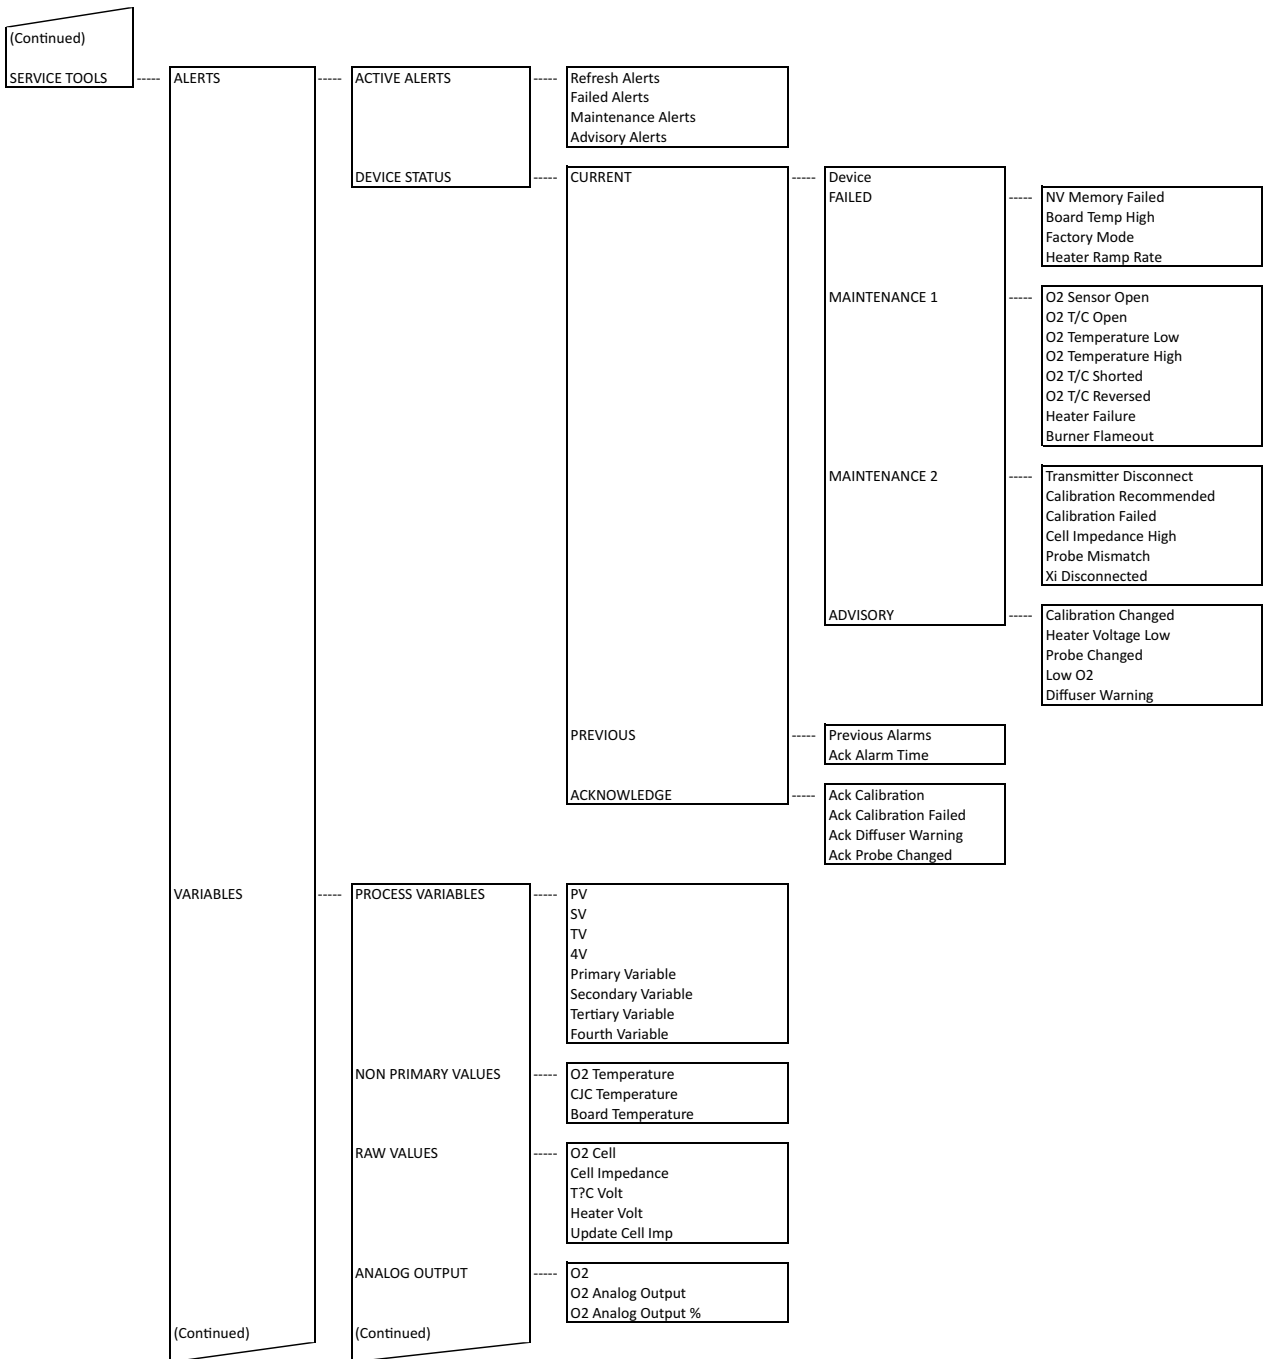 (Continued)
SERVICE TOOLS ----- ALERTS ----- ACTIVE ALERTS ----- Refresh Alerts
Failed Alerts
Maintenance Alerts
Advisory Alerts
DEVICE STATUS ----- CURRENT ----- Device
FAILED ----- NV Memory Failed
Board Temp High
Factory Mode
Heater Ramp Rate
MAINTENANCE 1 ----- O2 Sensor Open
O2 T/C Open
O2 Temperature Low
O2 Temperature High
O2 T/C Shorted
O2 T/C Reversed
Heater Failure
Burner Flameout
MAINTENANCE 2 ----- Transmitter Disconnect
Calibration Recommended
Calibration Failed
Cell Impedance High
Probe Mismatch
Xi Disconnected
ADVISORY ----- Calibration Changed
Heater Voltage Low
Probe Changed
Low O2
Diffuser Warning
PREVIOUS ----- Previous Alarms
Ack Alarm Time
ACKNOWLEDGE ----- Ack Calibration
Ack Calibration Failed
Ack Diffuser Warning
Ack Probe Changed
VARIABLES ----- PROCESS VARIABLES ----- PV
SV
TV
4V
Primary Variable
Secondary Variable
Tertiary Variable
Fourth Variable
NON PRIMARY VALUES ----- O2 Temperature
CJC Temperature
Board Temperature
RAW VALUES ----- O2 Cell
Cell Impedance
T?C Volt
Heater Volt
Update Cell Imp
ANALOG OUTPUT ----- O2
O2 Analog Output
O2 Analog Output %
(Continued) (Continued)